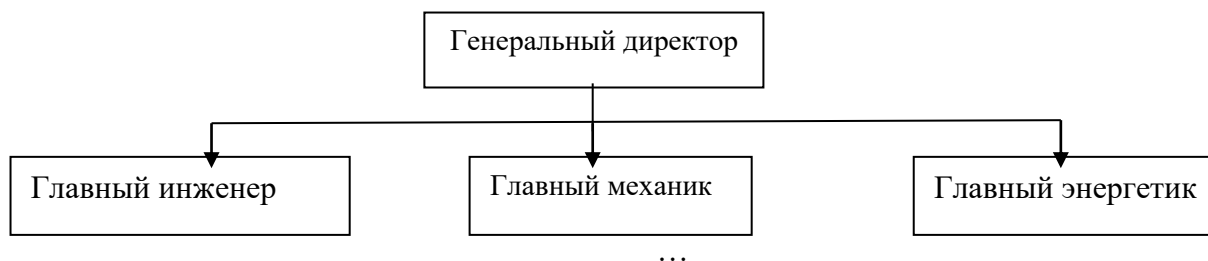 Генеральный директор
Главный инженер
Главный механик
Главный энергетик
…